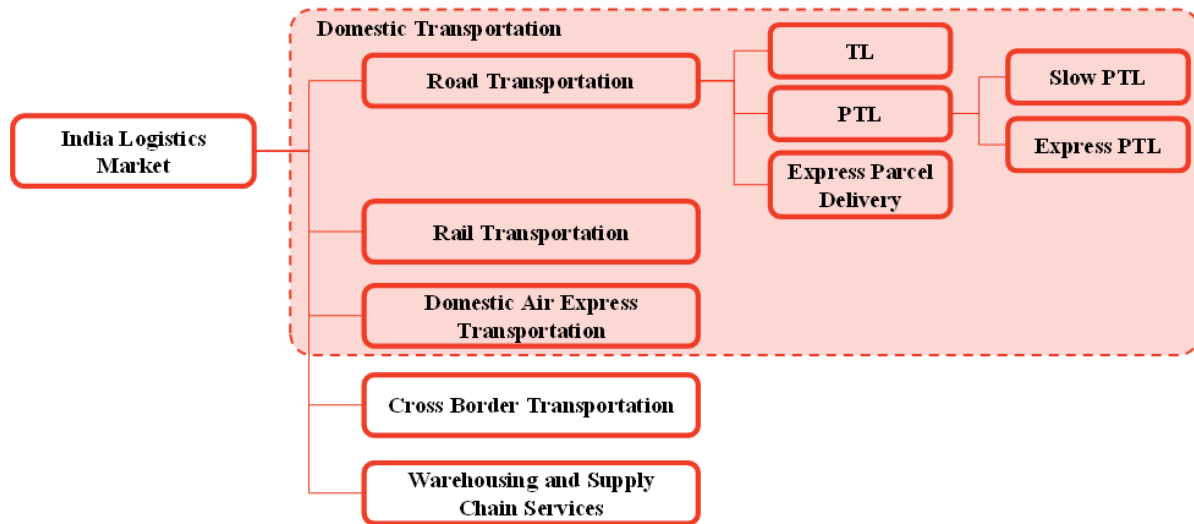 Domestic Transportation
India Logistics
Market
Road Transportation
TL
PTL
Express Parcel
Delivery
Slow PTL
Express PTL
Rail Transportation
Domestic Air Express
Transportation
Cross Border Transportation
Warehousing and Supply
Chain Services